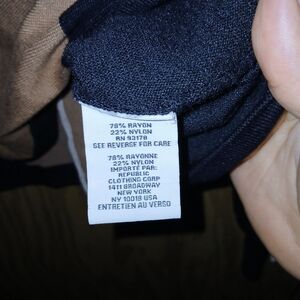 78% RAYON
22% NYLON
RN 93178
SEE REVERSE FOR CARE
78% RAYONNE
22% NYLON
IMPORTÉ PAR:
REPUBLIC
CLOTHING CORP
1411 BROADWAY
NEW YORK
NY 10018 USA
ENTRETIEN AU VERSO